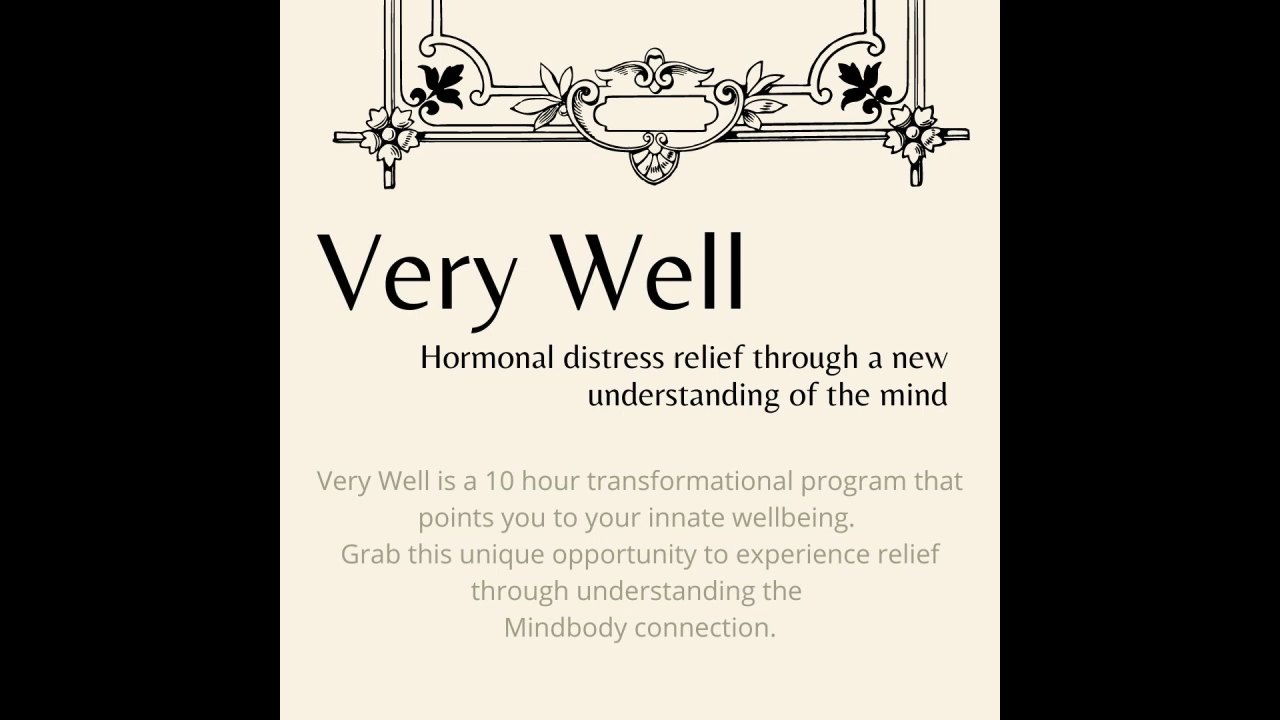 Very Well
Hormonal distress relief through a new
understanding of the mind
Very Well is a 10 hour transformational program that
points you to your innate wellbeing.
Grab this unique opportunity to experience relief
through understanding the
Mindbody connection.